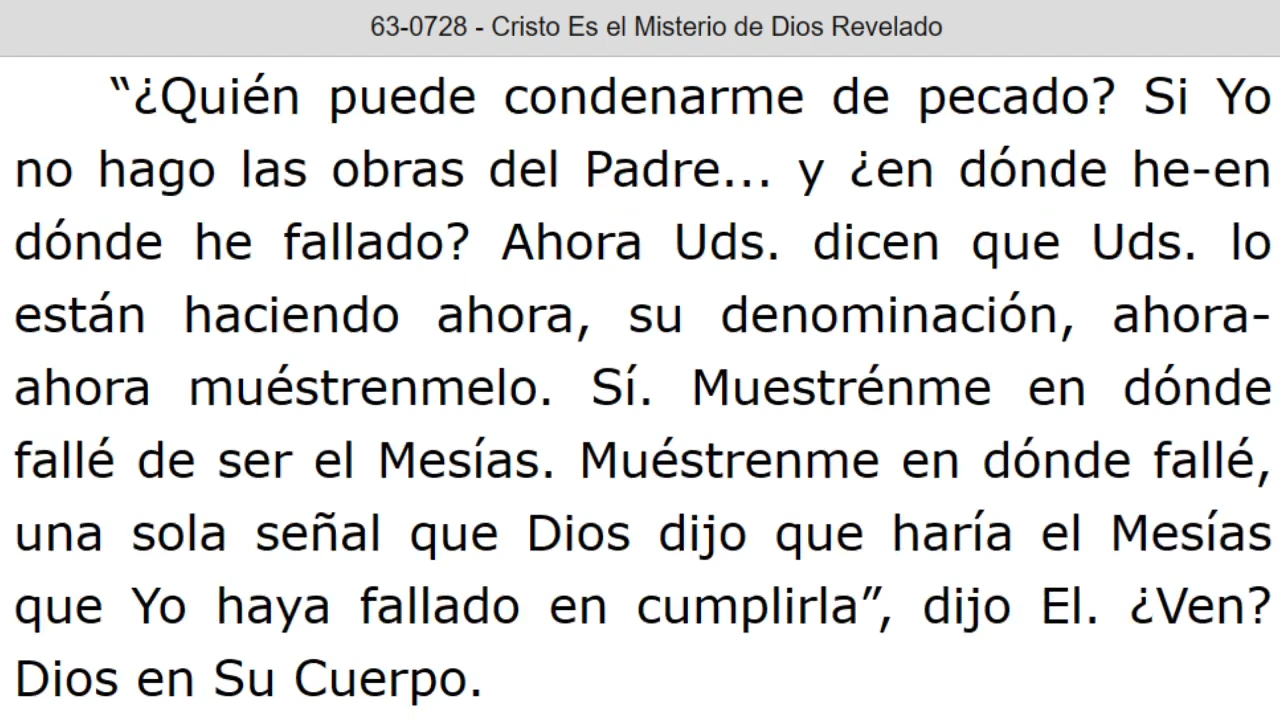 63-0728 - Cristo Es el Misterio de Dios Revelado
“¿Quién puede condenarme de pecado? Si Yo
no hago las obras del Padre... y ¿en dónde he-en
dónde he fallado? Ahora Uds. dicen que Uds. lo
están haciendo ahora, su denominación, ahora-
ahora muéstrenmelo. Sí. Muestrénme en dónde
fallé de ser el Mesías. Muéstrenme en dónde fallé,
una sola señal que Dios dijo que haría el Mesías
que Yo haya fallado en cumplirla”, dijo El. ¿Ven?
Dios en Su Cuerpo.